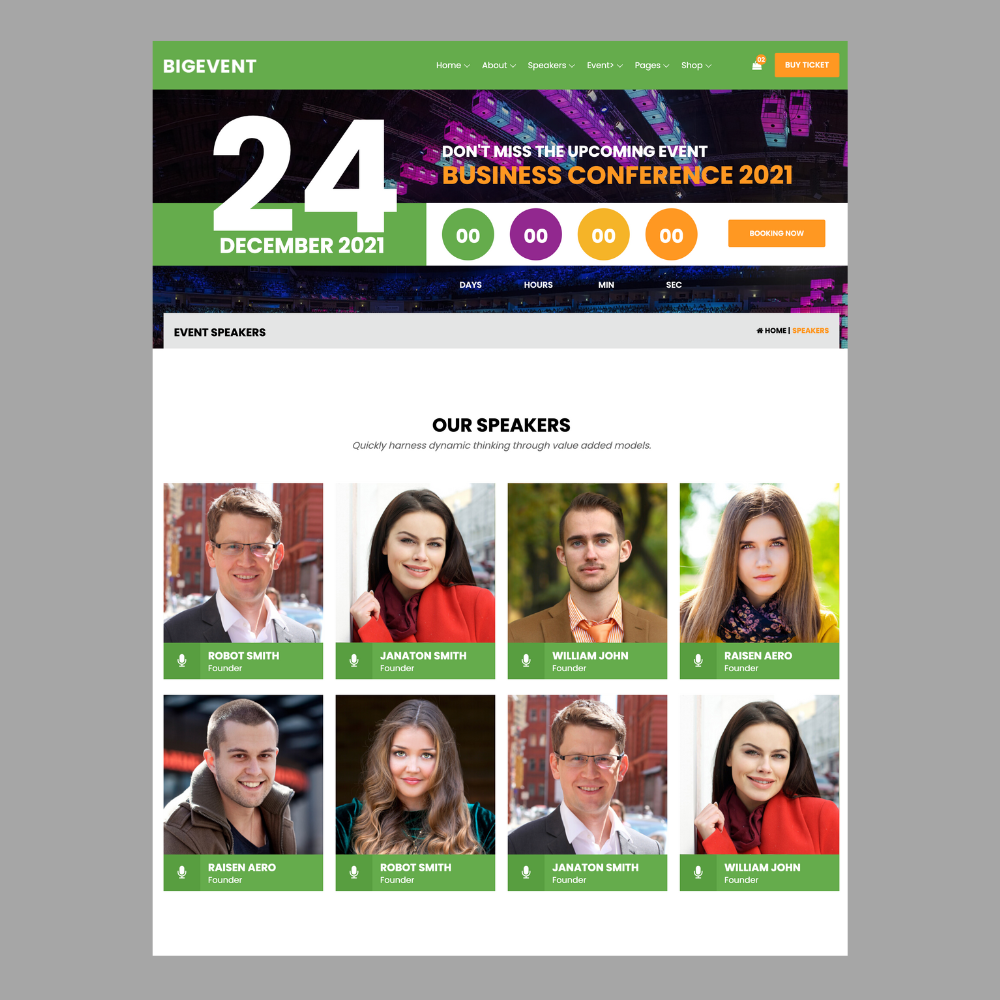 BIGEVENT
Home About Speakers Event> Pages Shop
02
BUY TICKET
24
DECEMBER 2021
DON'T MISS THE UPCOMING EVENT
BUSINESS CONFERENCE 2021
00 00 00 00
BOOKING NOW
DAYS HOURS MIN SEC
EVENT SPEAKERS
HOME | SPEAKERS
OUR SPEAKERS
Quickly harness dynamic thinking through value added models.
ROBOT SMITH
Founder
JANATON SMITH
Founder
WILLIAM JOHN
Founder
RAISEN AERO
Founder
RAISEN AERO
Founder
ROBOT SMITH
Founder
JANATON SMITH
Founder
WILLIAM JOHN
Founder